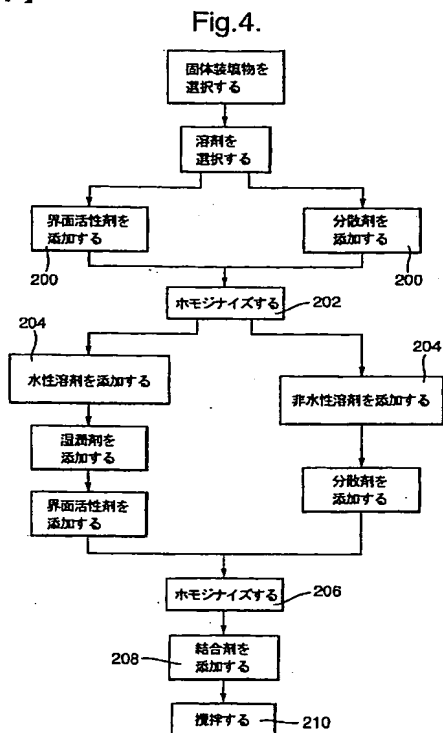 Fig.4.
固体装填物を
選択する
溶剤を
選択する
界面活性剤を
添加する
200
分散剤を
添加する
200
ホモジナイズする
202
204
水性溶剤を添加する
204
非水性溶剤を添加する
湿潤剤を
添加する
界面活性剤を
添加する
分散剤を
添加する
ホモジナイズする
206
結合剤を
添加する
208
攪拌する
210